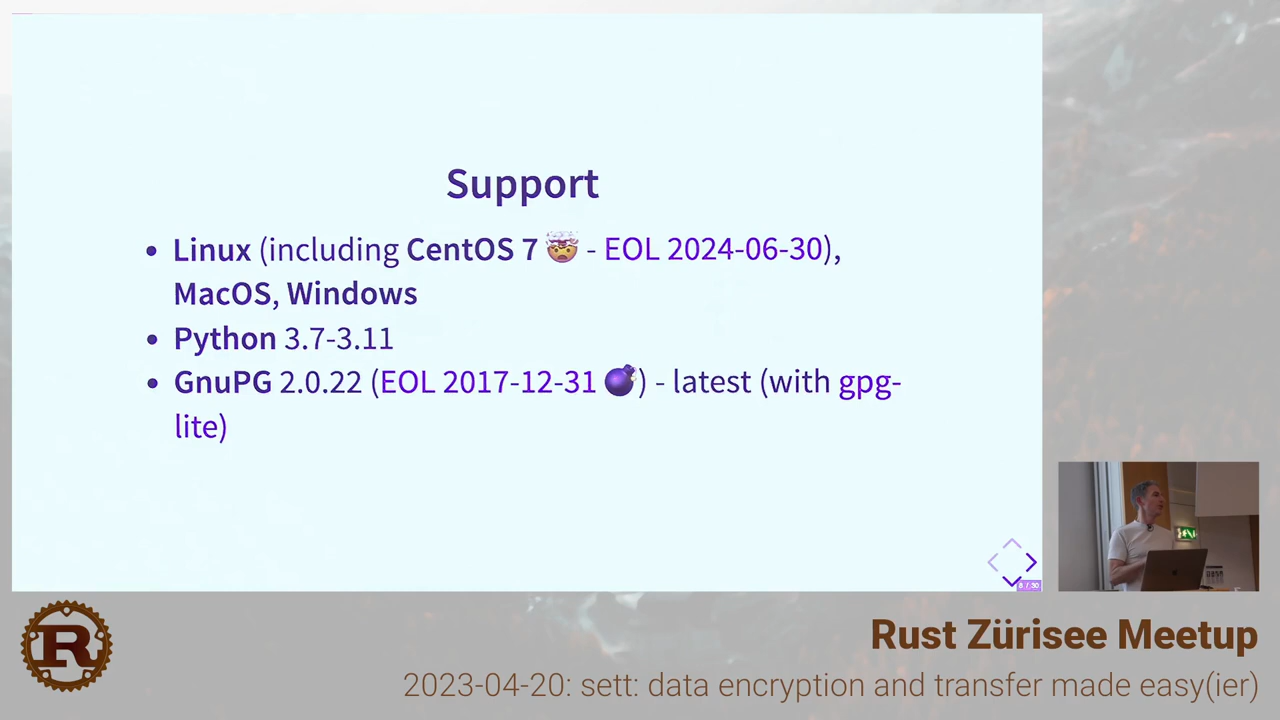 Support
• Linux (including CentOS 7 🤯 - EOL 2024-06-30),
MacOS, Windows
• Python 3.7-3.11
• GnuPG 2.0.22 (EOL 2017-12-31 💣) - latest (with gpg-
lite)
8 / 30
R
Rust Zürisee Meetup
2023-04-20: sett: data encryption and transfer made easy(ier)